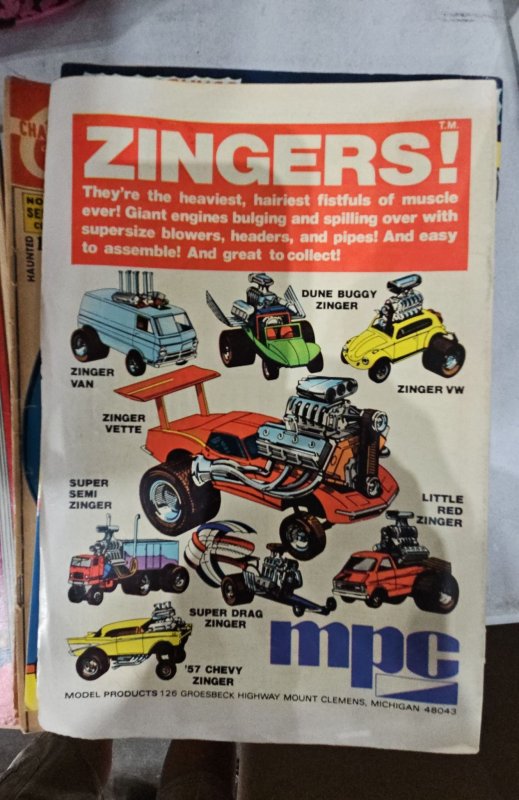 ZINGERS!
T.M.
They're the heaviest, hairiest fistfuls of muscle
ever! Giant engines bulging and spilling over with
supersize blowers, headers, and pipes! And easy
to assemble! And great to collect!
DUNE BUGGY
ZINGER
ZINGER
VAN
ZINGER VW
ZINGER
VETTE
SUPER
SEMI
ZINGER
LITTLE
RED
ZINGER
SUPER DRAG
ZINGER
'57 CHEVY
ZINGER
mpc
MODEL PRODUCTS 126 GROESBECK HIGHWAY MOUNT CLEMENS, MICHIGAN 48043
CHA
NO
SE
HAUNTED